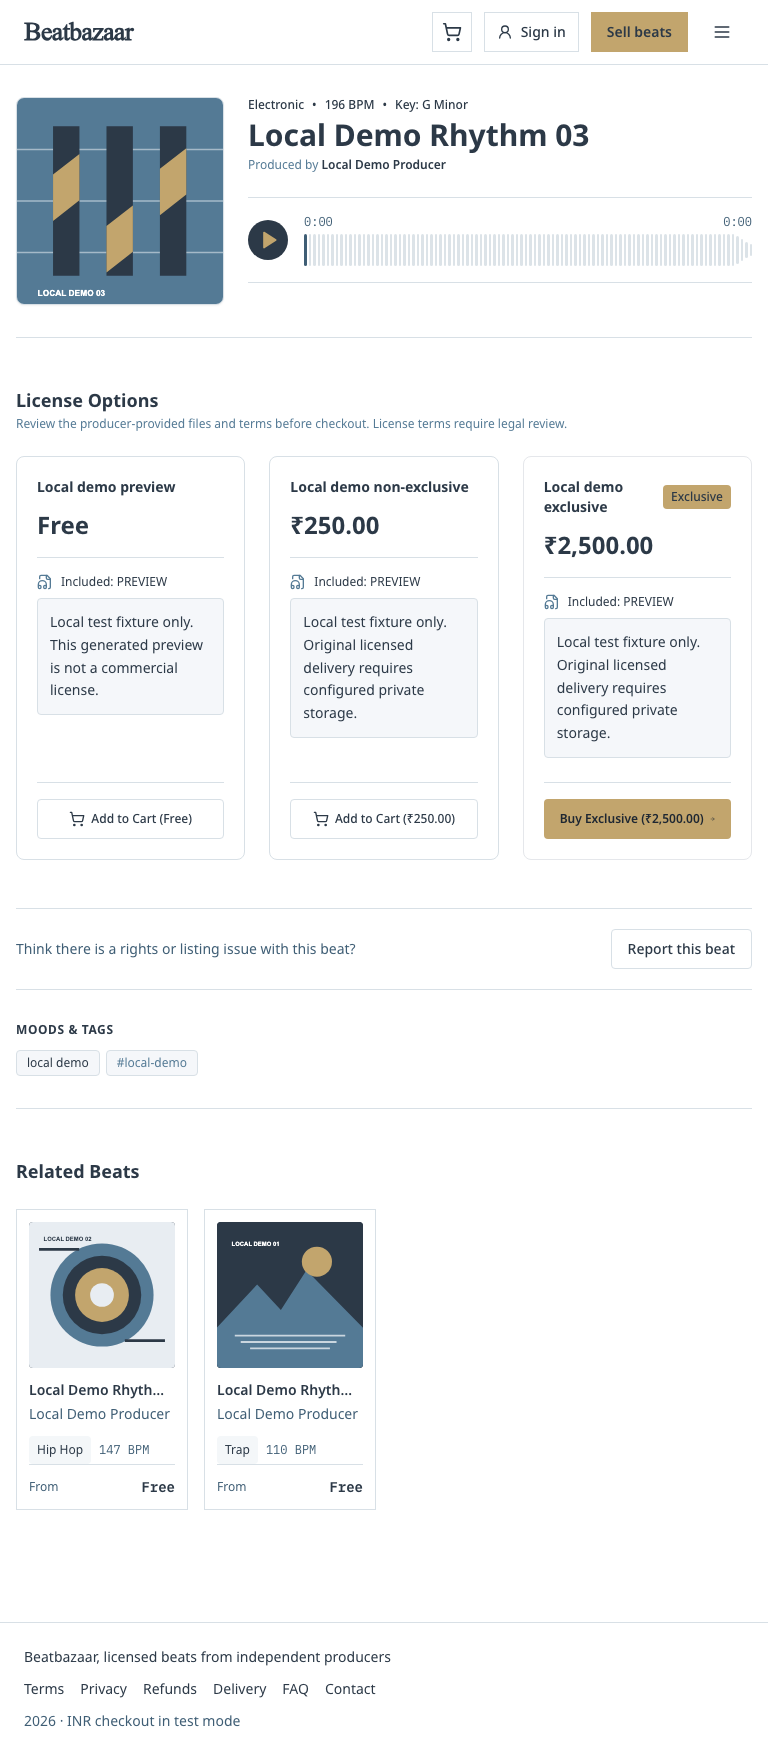 Beatbazaar
Sign in
Sell beats
Electronic • 196 BPM • Key: G Minor
Local Demo Rhythm 03
Produced by Local Demo Producer
0:00
0:00
LOCAL DEMO 03
License Options
Review the producer-provided files and terms before checkout. License terms require legal review.
Local demo preview
Free
Included: PREVIEW
Local test fixture only.
This generated preview
is not a commercial
license.
Add to Cart (Free)
Local demo non-exclusive
₹250.00
Included: PREVIEW
Local test fixture only.
Original licensed
delivery requires
configured private
storage.
Add to Cart (₹250.00)
Local demo
exclusive
Exclusive
₹2,500.00
Included: PREVIEW
Local test fixture only.
Original licensed
delivery requires
configured private
storage.
Buy Exclusive (₹2,500.00)
Think there is a rights or listing issue with this beat?
Report this beat
MOODS & TAGS
local demo
#local-demo
Related Beats
LOCAL DEMO 02
Local Demo Rhyth...
Local Demo Producer
Hip Hop
147 BPM
From
Free
LOCAL DEMO 01
Local Demo Rhyth...
Local Demo Producer
Trap
110 BPM
From
Free
Beatbazaar, licensed beats from independent producers
Terms
Privacy
Refunds
Delivery
FAQ
Contact
2026 · INR checkout in test mode